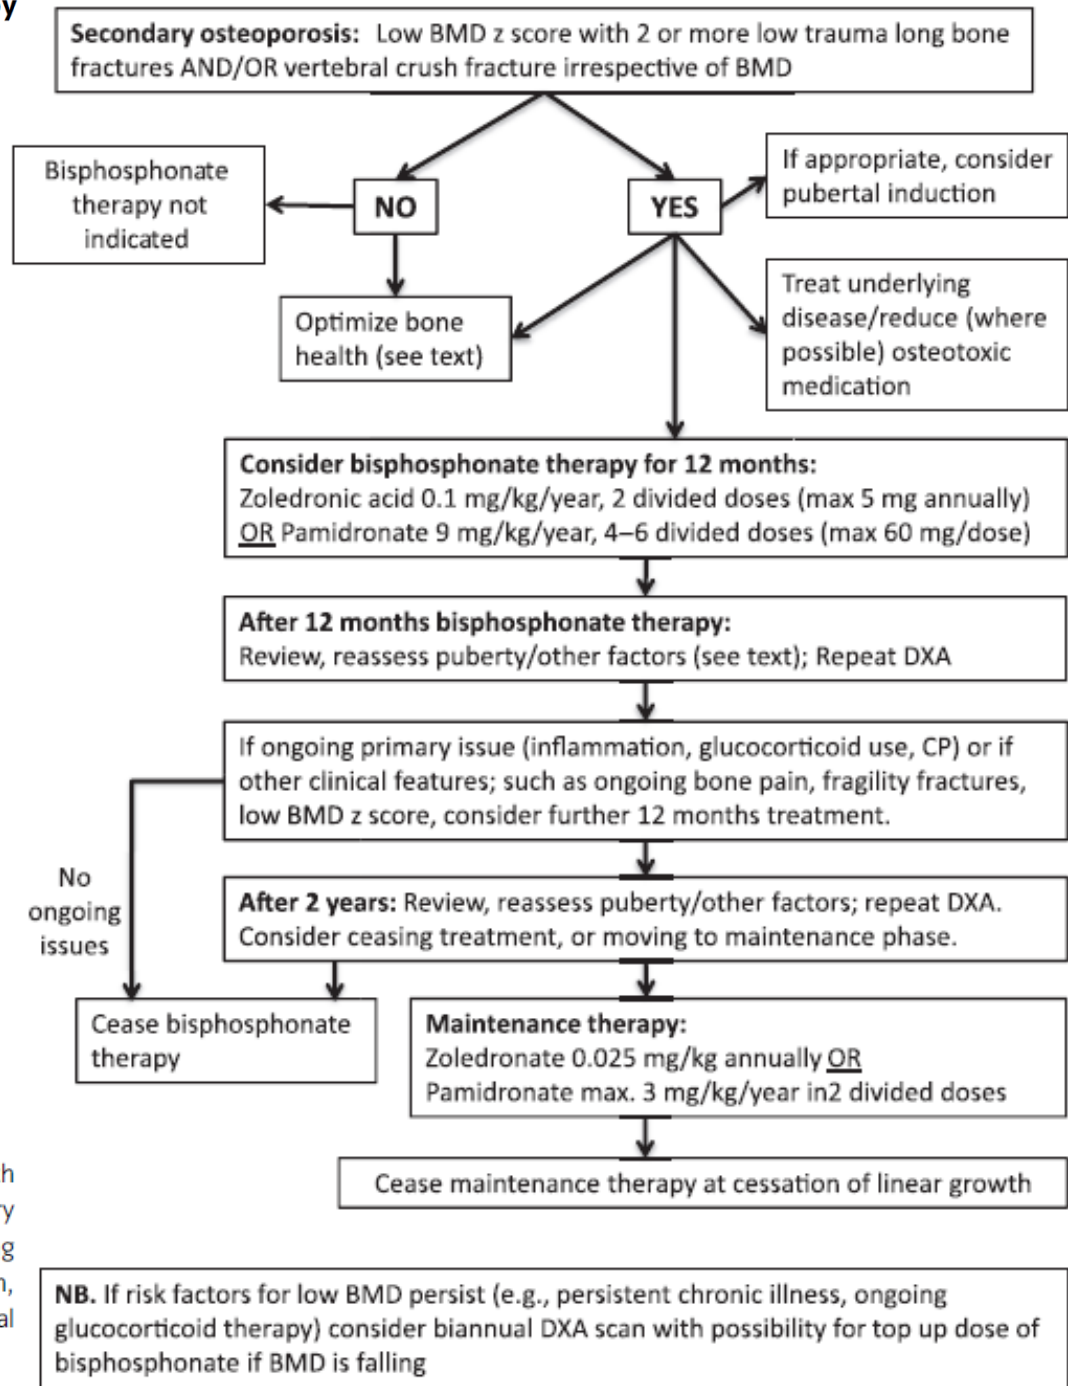 Secondary osteoporosis: Low BMD z score with 2 or more low trauma long bone
fractures AND/OR vertebral crush fracture irrespective of BMD
Bisphosphonate
therapy not
indicated
NO
YES
If appropriate, consider
pubertal induction
Optimize bone
health (see text)
Treat underlying
disease/reduce (where
possible) osteotoxic
medication
Consider bisphosphonate therapy for 12 months:
Zoledronic acid 0.1 mg/kg/year, 2 divided doses (max 5 mg annually)
OR Pamidronate 9 mg/kg/year, 4–6 divided doses (max 60 mg/dose)
After 12 months bisphosphonate therapy:
Review, reassess puberty/other factors (see text); Repeat DXA
If ongoing primary issue (inflammation, glucocorticoid use, CP) or if
other clinical features; such as ongoing bone pain, fragility fractures,
low BMD z score, consider further 12 months treatment.
No
ongoing
issues
After 2 years: Review, reassess puberty/other factors; repeat DXA.
Consider ceasing treatment, or moving to maintenance phase.
Cease bisphosphonate
therapy
Maintenance therapy:
Zoledronate 0.025 mg/kg annually OR
Pamidronate max. 3 mg/kg/year in2 divided doses
Cease maintenance therapy at cessation of linear growth
NB. If risk factors for low BMD persist (e.g., persistent chronic illness, ongoing
glucocorticoid therapy) consider biannual DXA scan with possibility for top up dose of
bisphosphonate if BMD is falling